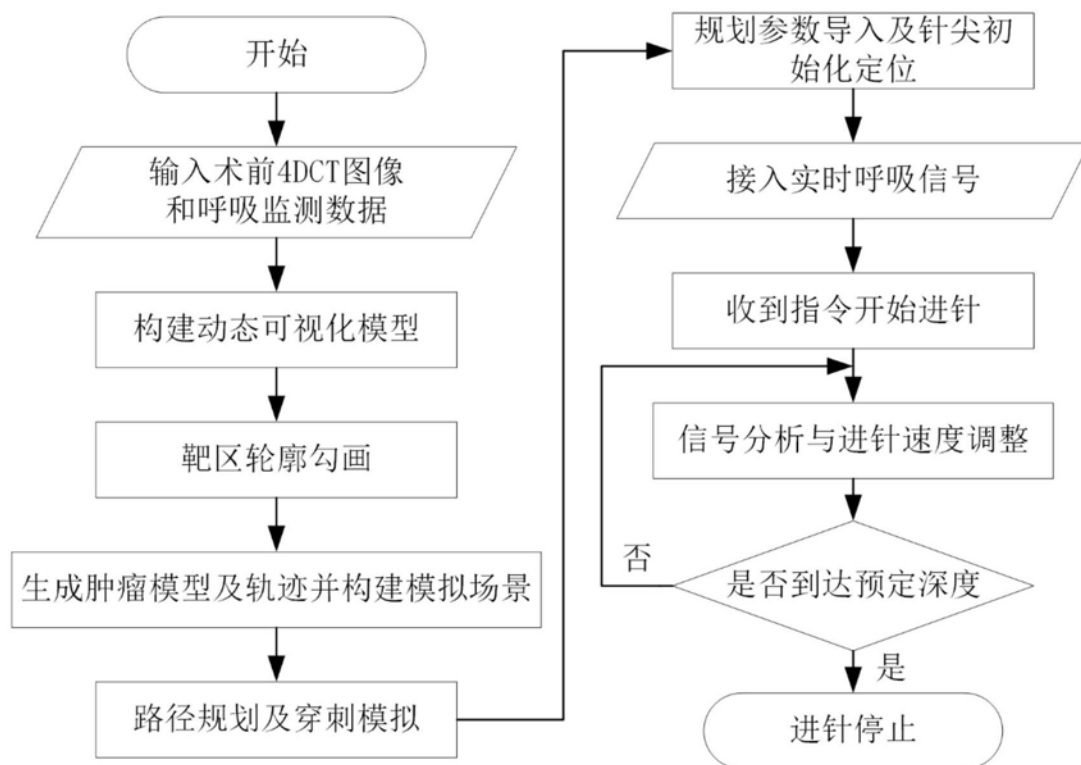 开始
输入术前4DCT图像
和呼吸监测数据
构建动态可视化模型
靶区轮廓勾画
生成肿瘤模型及轨迹并构建模拟场景
路径规划及穿刺模拟
规划参数导入及针尖初
始化定位
接入实时呼吸信号
收到指令开始进针
信号分析与进针速度调整
否
是否到达预定深度
是
进针停止